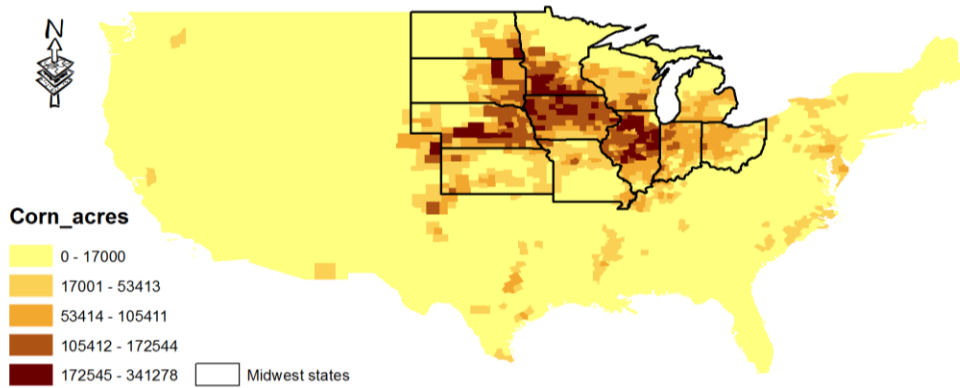 N
Corn_acres
0 - 17000
17001 - 53413
53414 - 105411
105412 - 172544
172545 - 341278
Midwest states